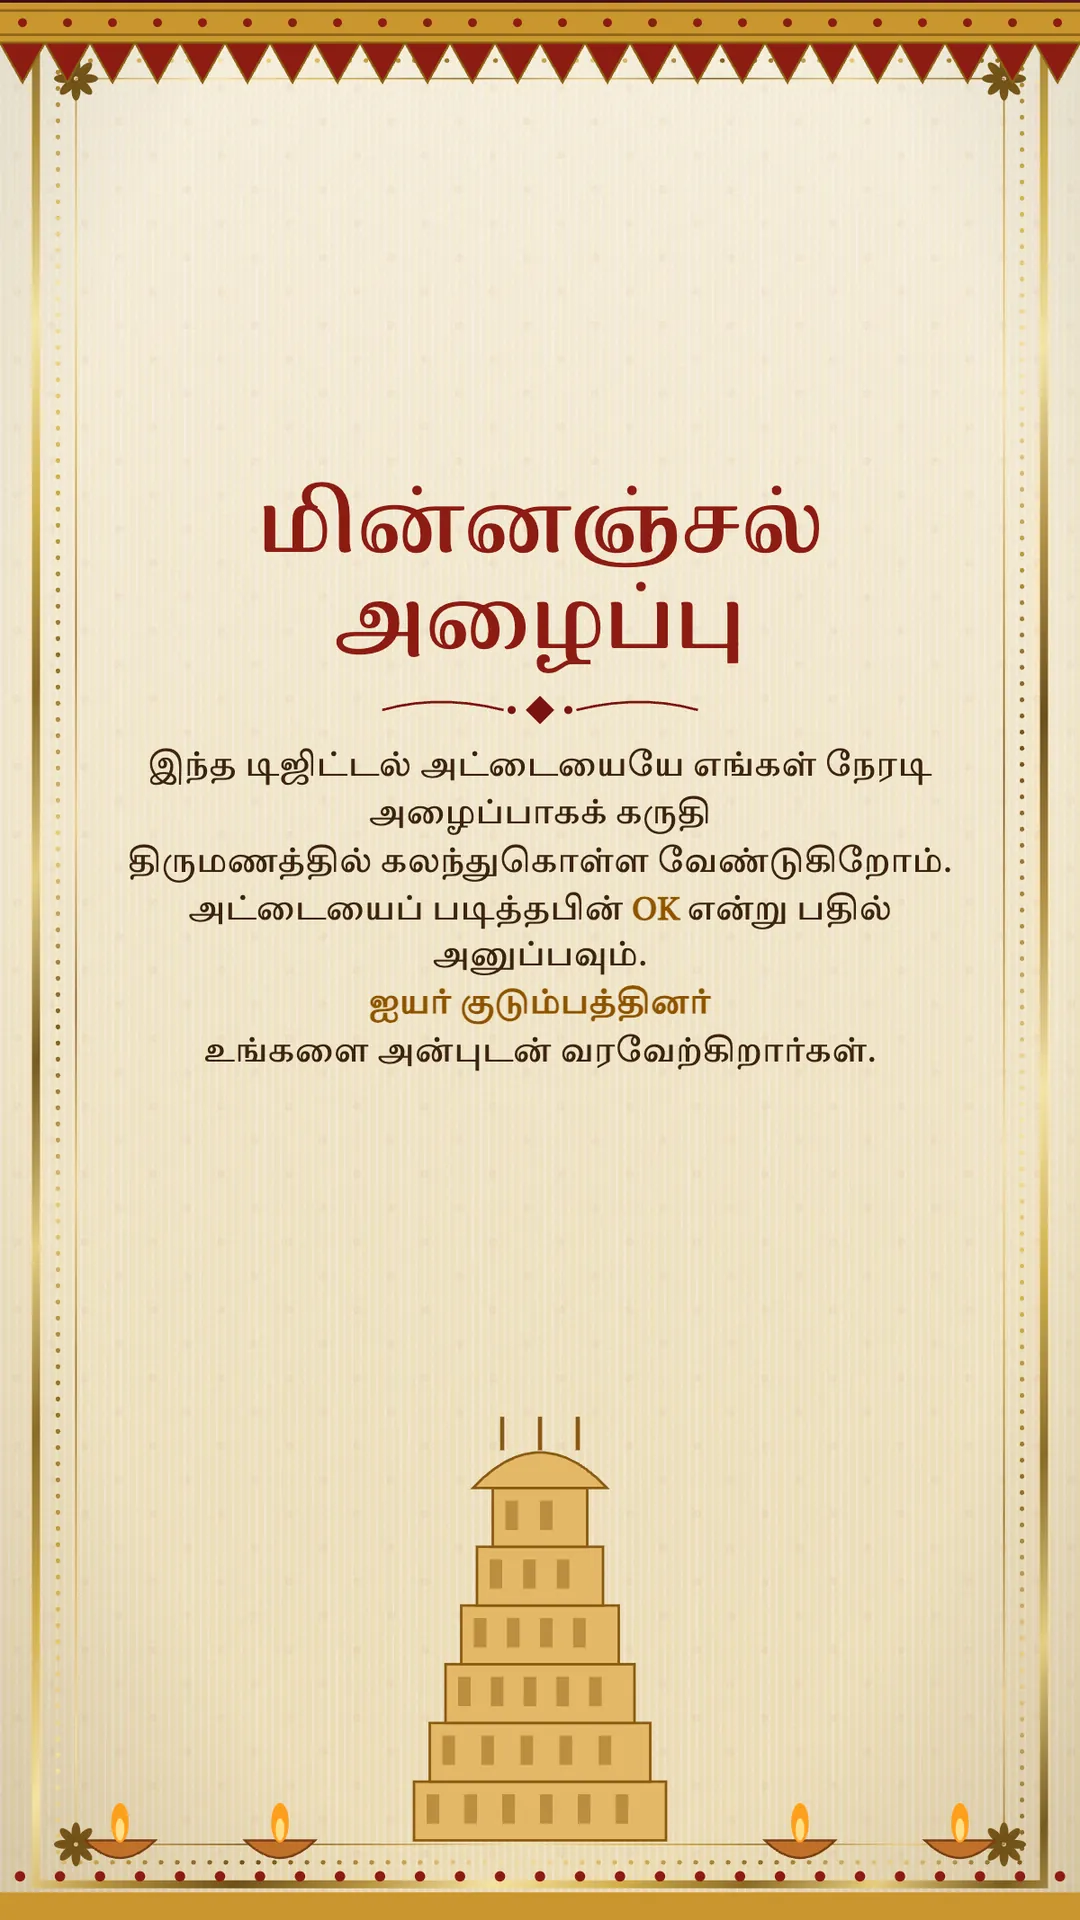 மின்னஞ்சல்
அழைப்பு
இந்த டிஜிட்டல் அட்டையையே எங்கள் நேரடி
அழைப்பாகக் கருதி
திருமணத்தில் கலந்துகொள்ள வேண்டுகிறோம்.
அட்டையைப் படித்தபின் OK என்று பதில்
அனுப்பவும்.
ஐயர் குடும்பத்தினர்
உங்களை அன்புடன் வரவேற்கிறார்கள்.